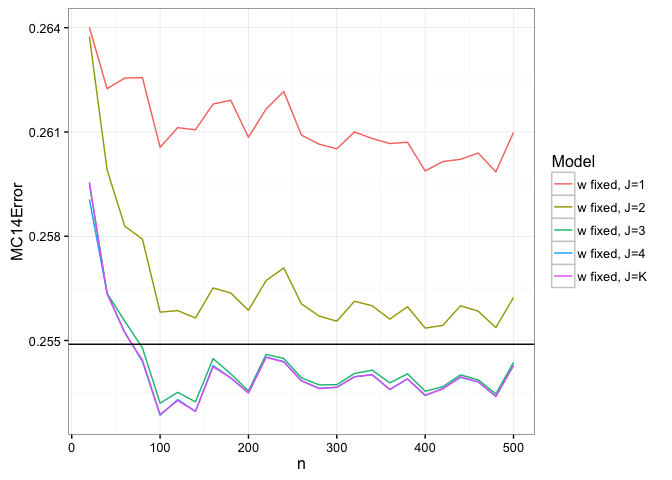 0.264
0.261
0.258
0.255
MC14Error
0
100
200
300
400
500
n
Model
w fixed, J=1
w fixed, J=2
w fixed, J=3
w fixed, J=4
w fixed, J=K